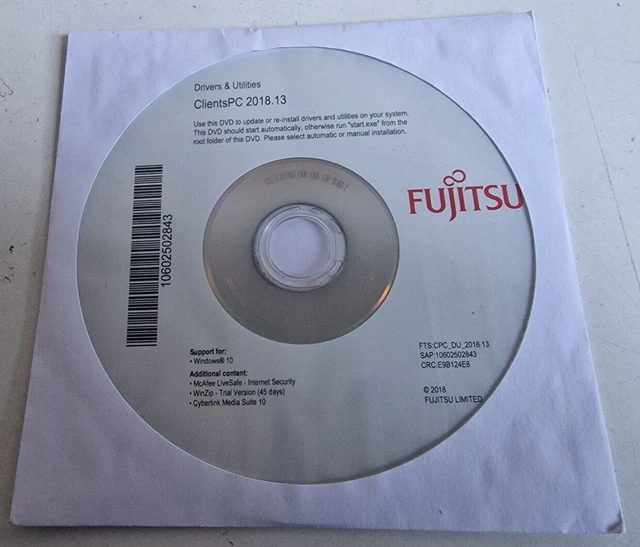 Drivers & Utilities
ClientsPC 2018.13
Use this DVD to update or re-install drivers and utilities on your system.
This DVD should start automatically, otherwise run "start.exe" from the
root folder of this DVD. Please select automatic or manual installation.
FUJITSU
10602502843
Support for:
• Windows® 10
Additional content:
• McAfee LiveSafe - Internet Security
• WinZip - Trial Version (45 days)
• Cyberlink Media Suite 10
FTS:CPC_DU_2018.13
SAP:10602502843
CRC:E9B124E8
© 2018
FUJITSU LIMITED